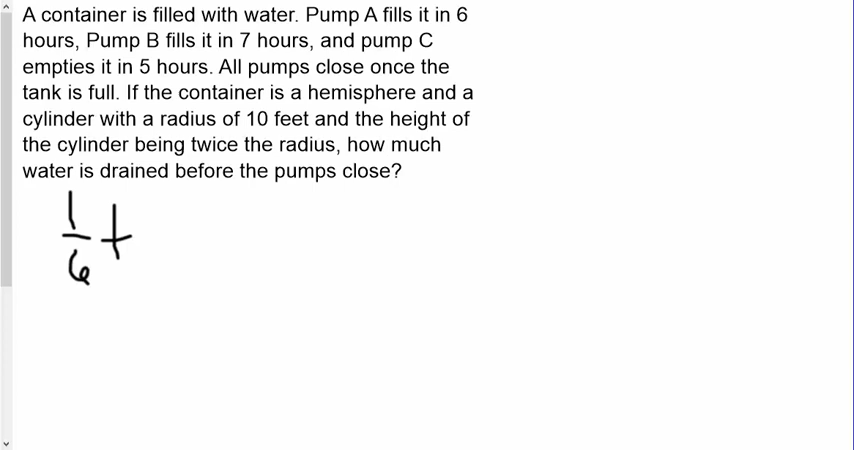 A container is filled with water. Pump A fills it in 6
hours, Pump B fills it in 7 hours, and pump C
empties it in 5 hours. All pumps close once the
tank is full. If the container is a hemisphere and a
cylinder with a radius of 10 feet and the height of
the cylinder being twice the radius, how much
water is drained before the pumps close?
1/6 +